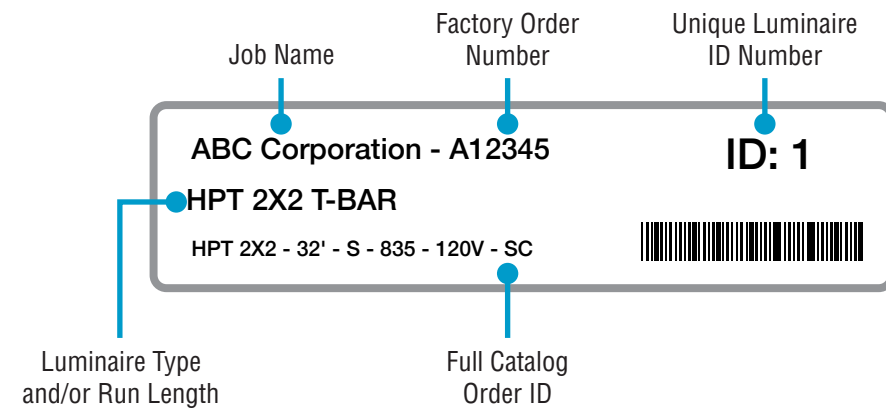 Job Name
Factory Order
Number
Unique Luminaire
ID Number
ABC Corporation - A12345
ID: 1
HPT 2X2 T-BAR
HPT 2X2 - 32' - S - 835 - 120V - SC
Luminaire Type
and/or Run Length
Full Catalog
Order ID